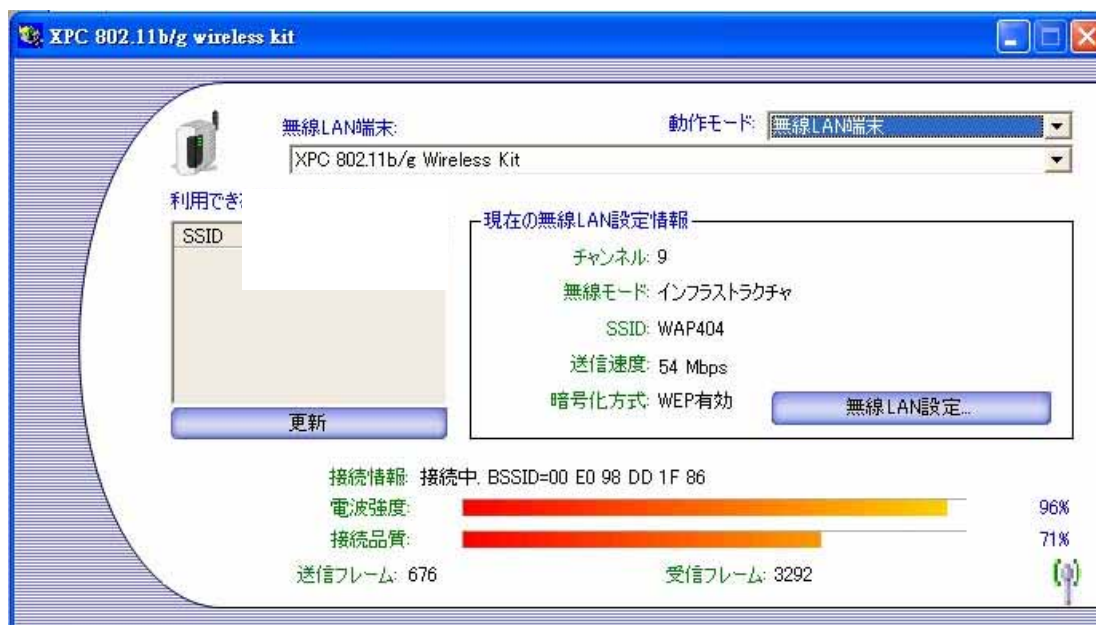 XPC 802.11b/g wireless kit
無線LAN端末:
動作モード: 無線LAN端末
XPC 802.11b/g Wireless Kit
利用でき
SSID
現在の無線LAN設定情報
チャンネル: 9
無線モード: インフラストラクチャ
SSID: WAP404
送信速度: 54 Mbps
暗号化方式: WEP有効
無線LAN設定...
更新
接続情報: 接続中. BSSID=00 E0 98 DD 1F 86
電波強度: 96%
接続品質: 71%
送信フレーム: 676
受信フレーム: 3292